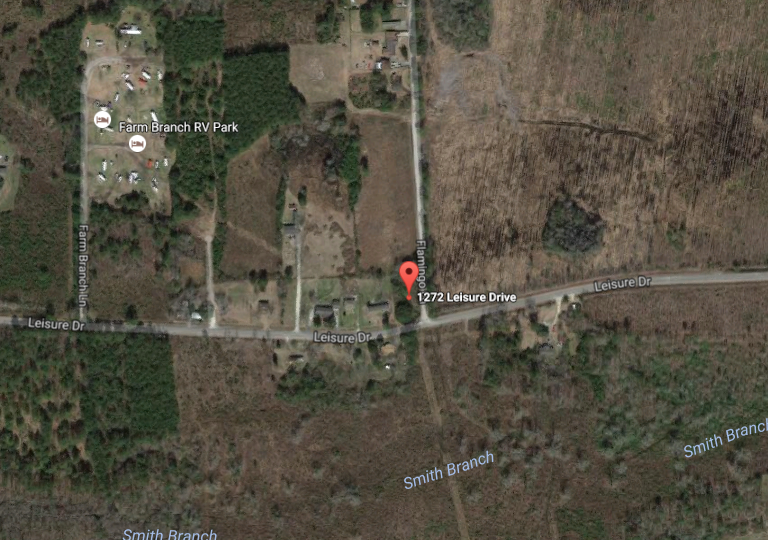 Farm Branch RV Park
Farm Branch Ln
Flamingo
1272 Leisure Drive
Leisure Dr
Leisure Dr
Leisure Dr
Smith Branch
Smith Branch
Smith Branch